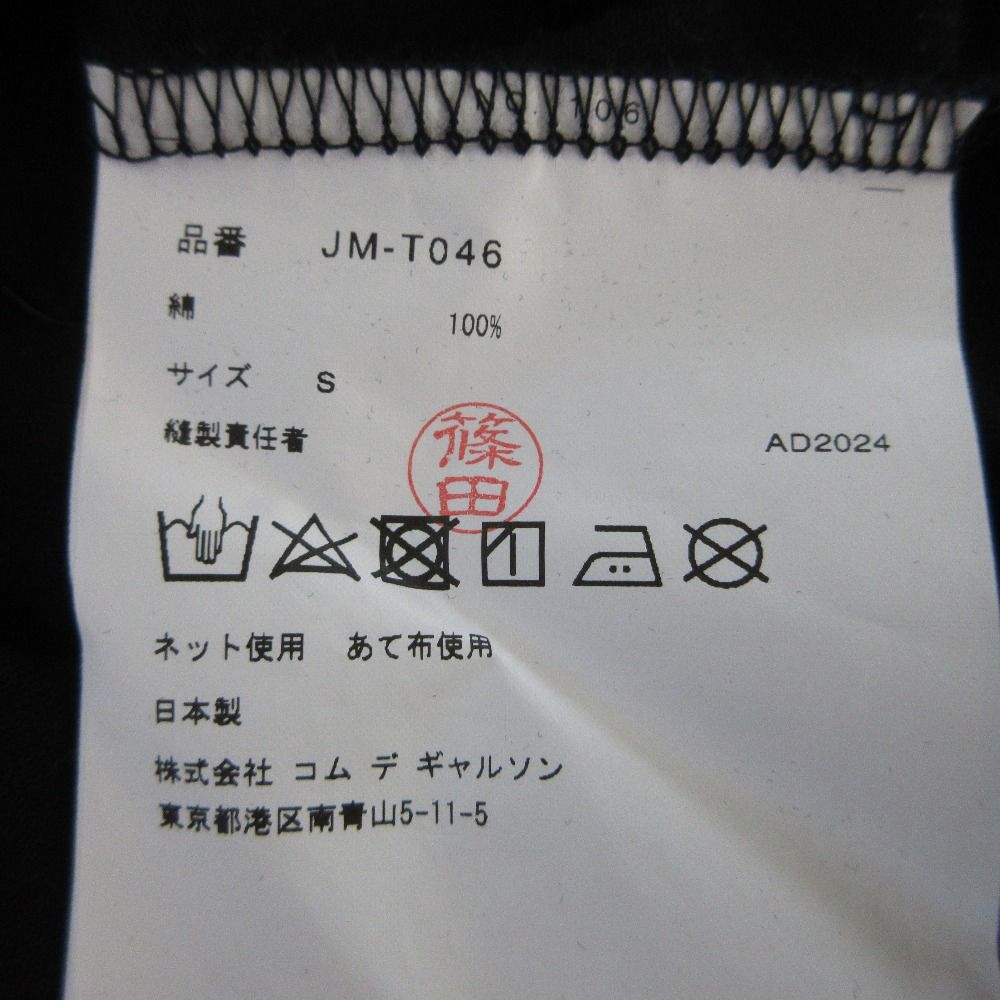 NO. 106
品番 JM-T046
綿 100%
サイズ S
縫製責任者 篠田 AD2024
ネット使用 あて布使用
日本製
株式会社 コム デ ギャルソン
東京都港区南青山5-11-5